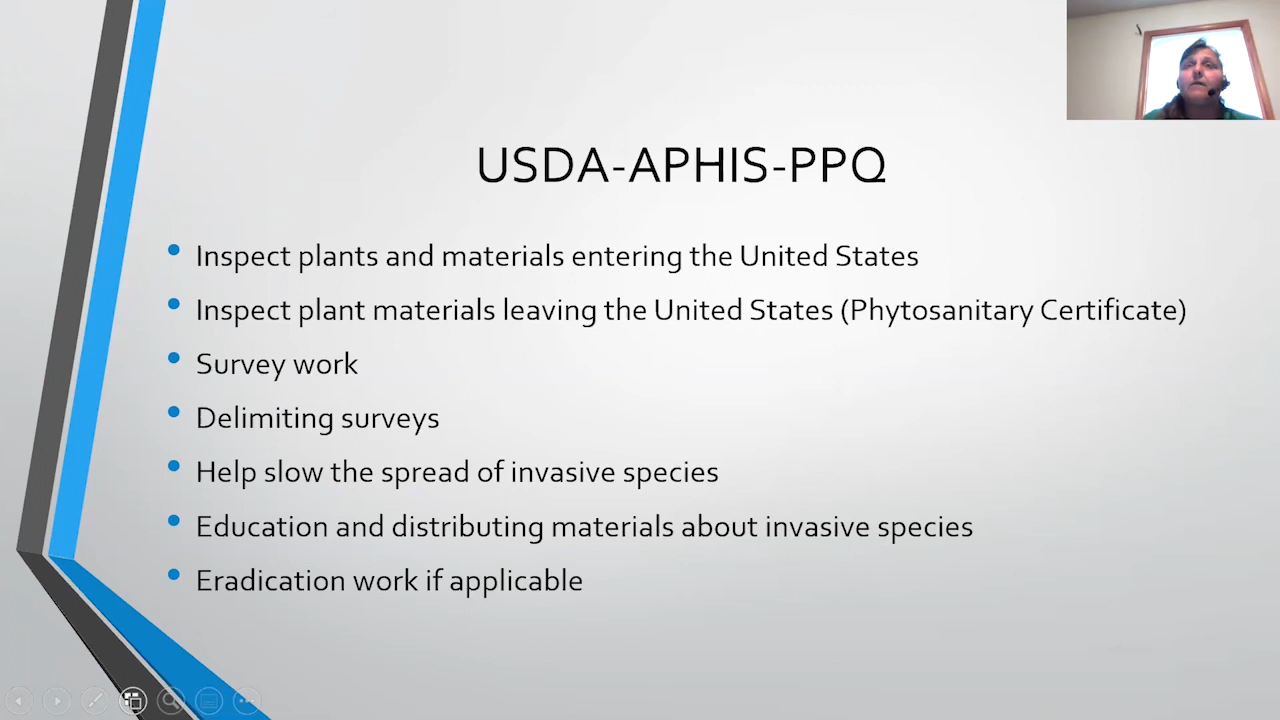 USDA-APHIS-PPQ
Inspect plants and materials entering the United States
Inspect plant materials leaving the United States (Phytosanitary Certificate)
Survey work
Delimiting surveys
Help slow the spread of invasive species
Education and distributing materials about invasive species
Eradication work if applicable